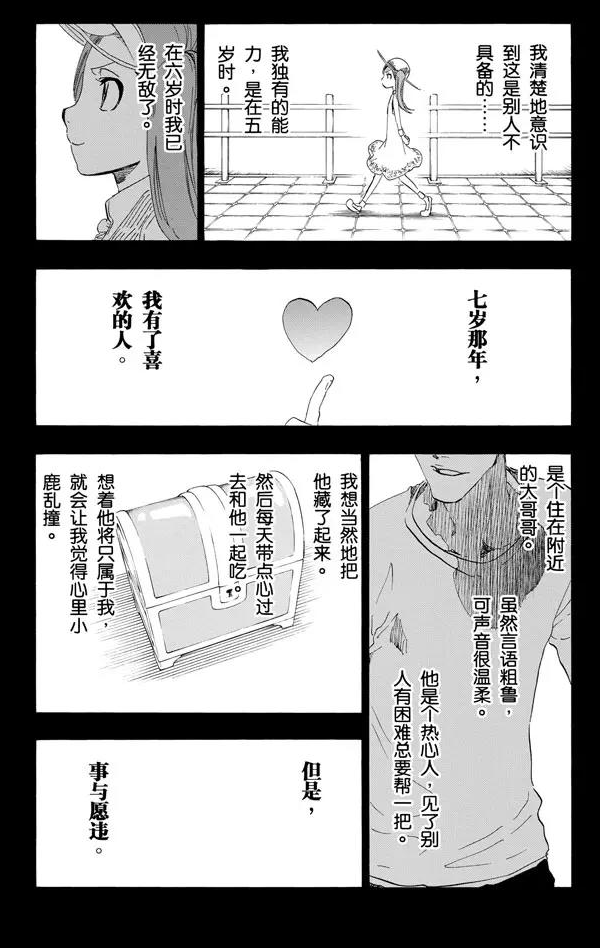 我清楚地意识
到这是别人不
具备的……
我独有的能
力，是在五
岁时。
在六岁时我已
经无敌了。
七岁那年，
我有了喜
欢的人。
是个住在附近
的大哥哥。
虽然言语粗鲁，
可声音很温柔。
他是个热心人，见了别
人有困难总要帮一把。
我想当然地把
他藏了起来。
然后每天带点心过
去和他一起吃。
想着他将只属于我，
就会让我觉得心里小
鹿乱撞。
但是，
事与愿违。